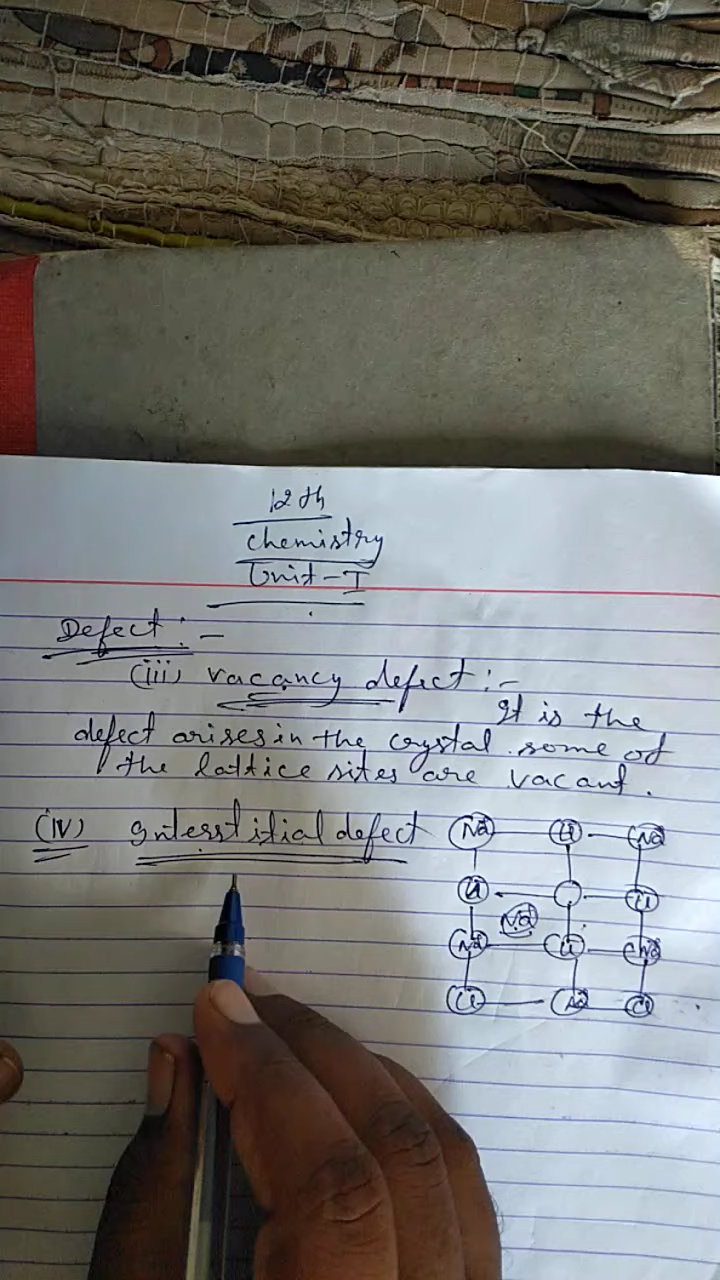 12th
Chemistry
Unit-I
Defect:-
(iii) vacancy defect:-
It is the
defect arises in the crystal. some of
the lattice sites are vacant.
(iv) Interstitial defect
Na Cl Na
Cl Cl
Na
Na Cl Na
Cl Na Cl